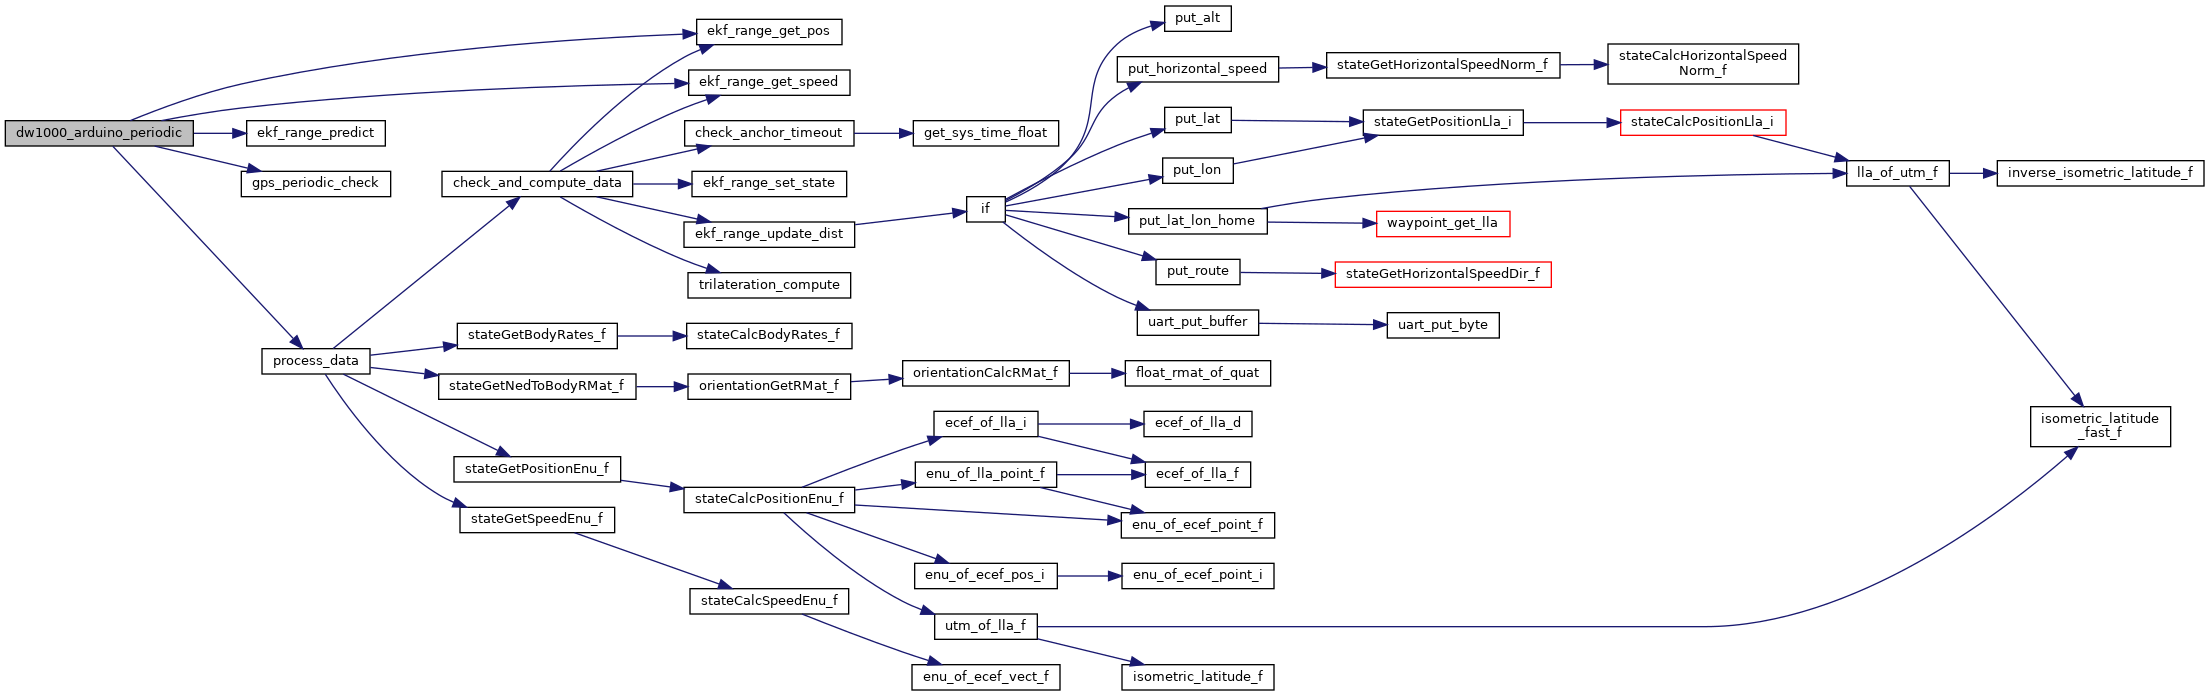 dw1000_arduino_periodic
ekf_range_get_pos
ekf_range_get_speed
ekf_range_predict
gps_periodic_check
process_data
check_and_compute_data
check_anchor_timeout
get_sys_time_float
ekf_range_set_state
ekf_range_update_dist
trilateration_compute
if
put_alt
put_horizontal_speed
stateGetHorizontalSpeedNorm_f
stateCalcHorizontalSpeed
Norm_f
put_lat
stateGetPositionLla_i
stateCalcPositionLla_i
put_lon
lla_of_utm_f
inverse_isometric_latitude_f
put_lat_lon_home
waypoint_get_lla
put_route
stateGetHorizontalSpeedDir_f
uart_put_buffer
uart_put_byte
isometric_latitude
_fast_f
stateGetBodyRates_f
stateCalcBodyRates_f
stateGetNedToBodyRMat_f
orientationGetRMat_f
orientationCalcRMat_f
float_rmat_of_quat
stateGetPositionEnu_f
stateCalcPositionEnu_f
ecef_of_lla_i
ecef_of_lla_d
enu_of_lla_point_f
ecef_of_lla_f
enu_of_ecef_point_f
enu_of_ecef_pos_i
enu_of_ecef_point_i
utm_of_lla_f
isometric_latitude_f
stateGetSpeedEnu_f
stateCalcSpeedEnu_f
enu_of_ecef_vect_f